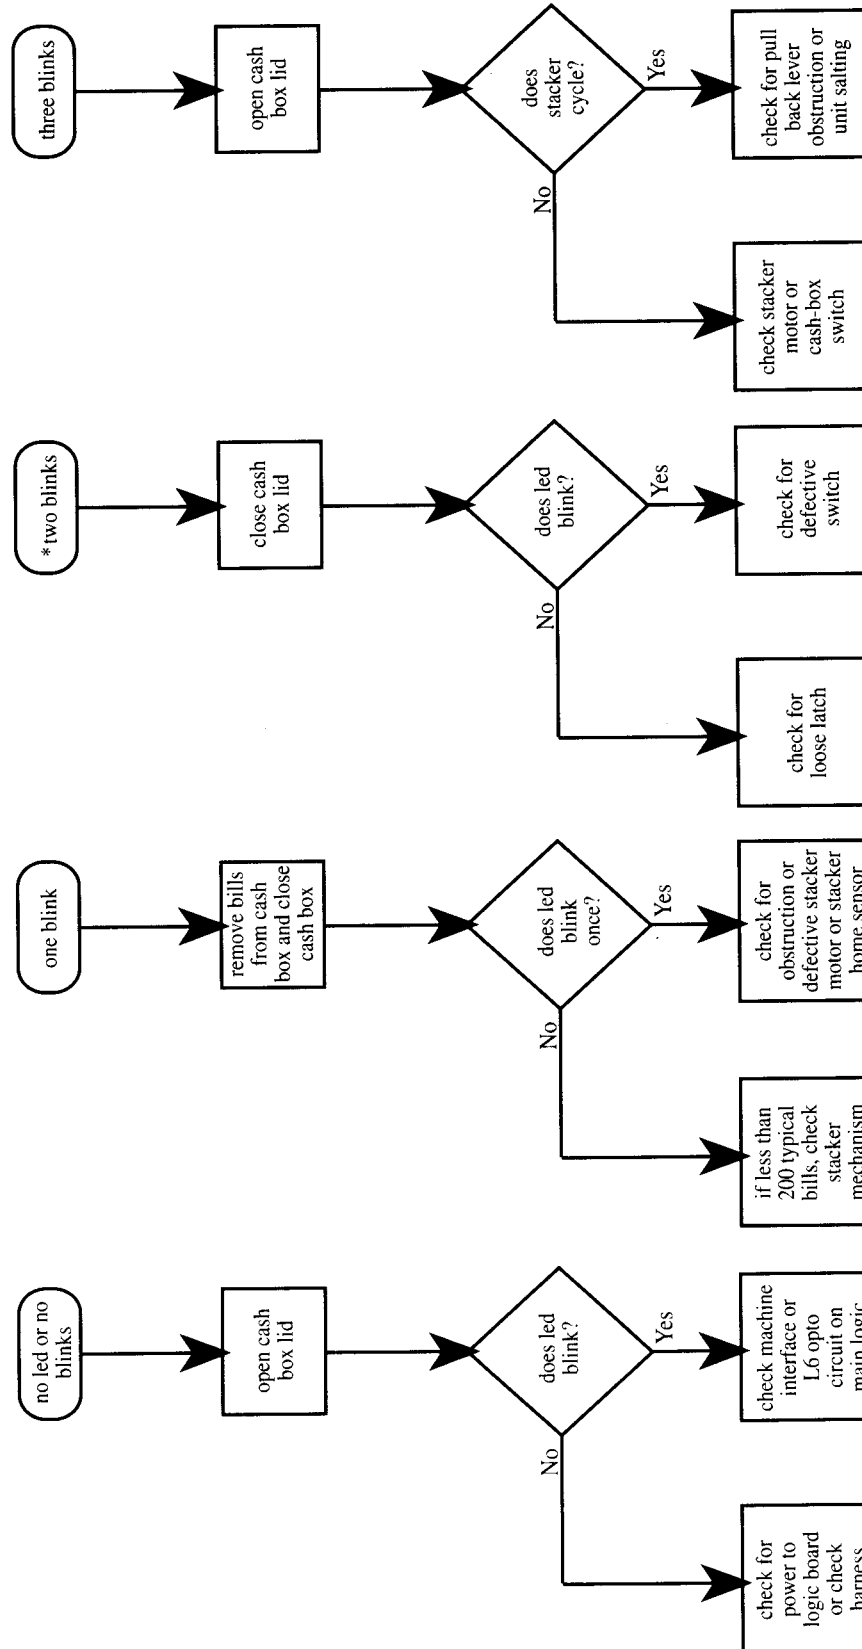 no led or no
blinks
open cash
box lid
does led
blink?
No
Yes
check for
power to
logic board
or check
harness
check machine
interface or
L6 opto
circuit on
main logic
one blink
remove bills
from cash
box and close
cash box
does led
blink
once?
No
Yes
if less than
200 typical
bills, check
stacker
mechanism
check for
obstruction or
defective stacker
motor or stacker
home sensor
*two blinks
close cash
box lid
does led
blink?
No
Yes
check for
loose latch
check for
defective
switch
three blinks
open cash
box lid
does
stacker
cycle?
No
Yes
check stacker
motor or
cash-box
switch
check for pull
back lever
obstruction or
unit salting